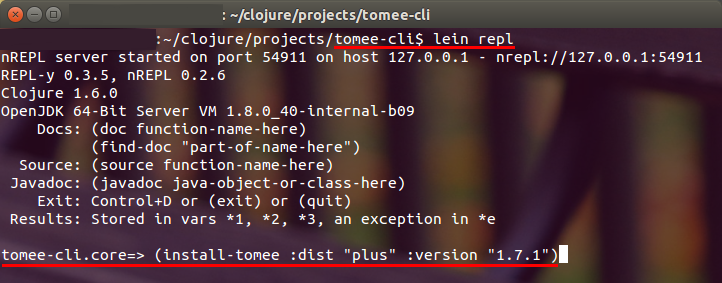 : ~/clojure/projects/tomee-cli
:~/clojure/projects/tomee-cli$ lein repl
nREPL server started on port 54911 on host 127.0.0.1 - nrepl://127.0.0.1:54911
REPL-y 0.3.5, nREPL 0.2.6
Clojure 1.6.0
OpenJDK 64-Bit Server VM 1.8.0_40-internal-b09
    Docs: (doc function-name-here)
          (find-doc "part-of-name-here")
  Source: (source function-name-here)
 Javadoc: (javadoc java-object-or-class-here)
    Exit: Control+D or (exit) or (quit)
 Results: Stored in vars *1, *2, *3, an exception in *e
tomee-cli.core=> (install-tomee :dist "plus" :version "1.7.1")